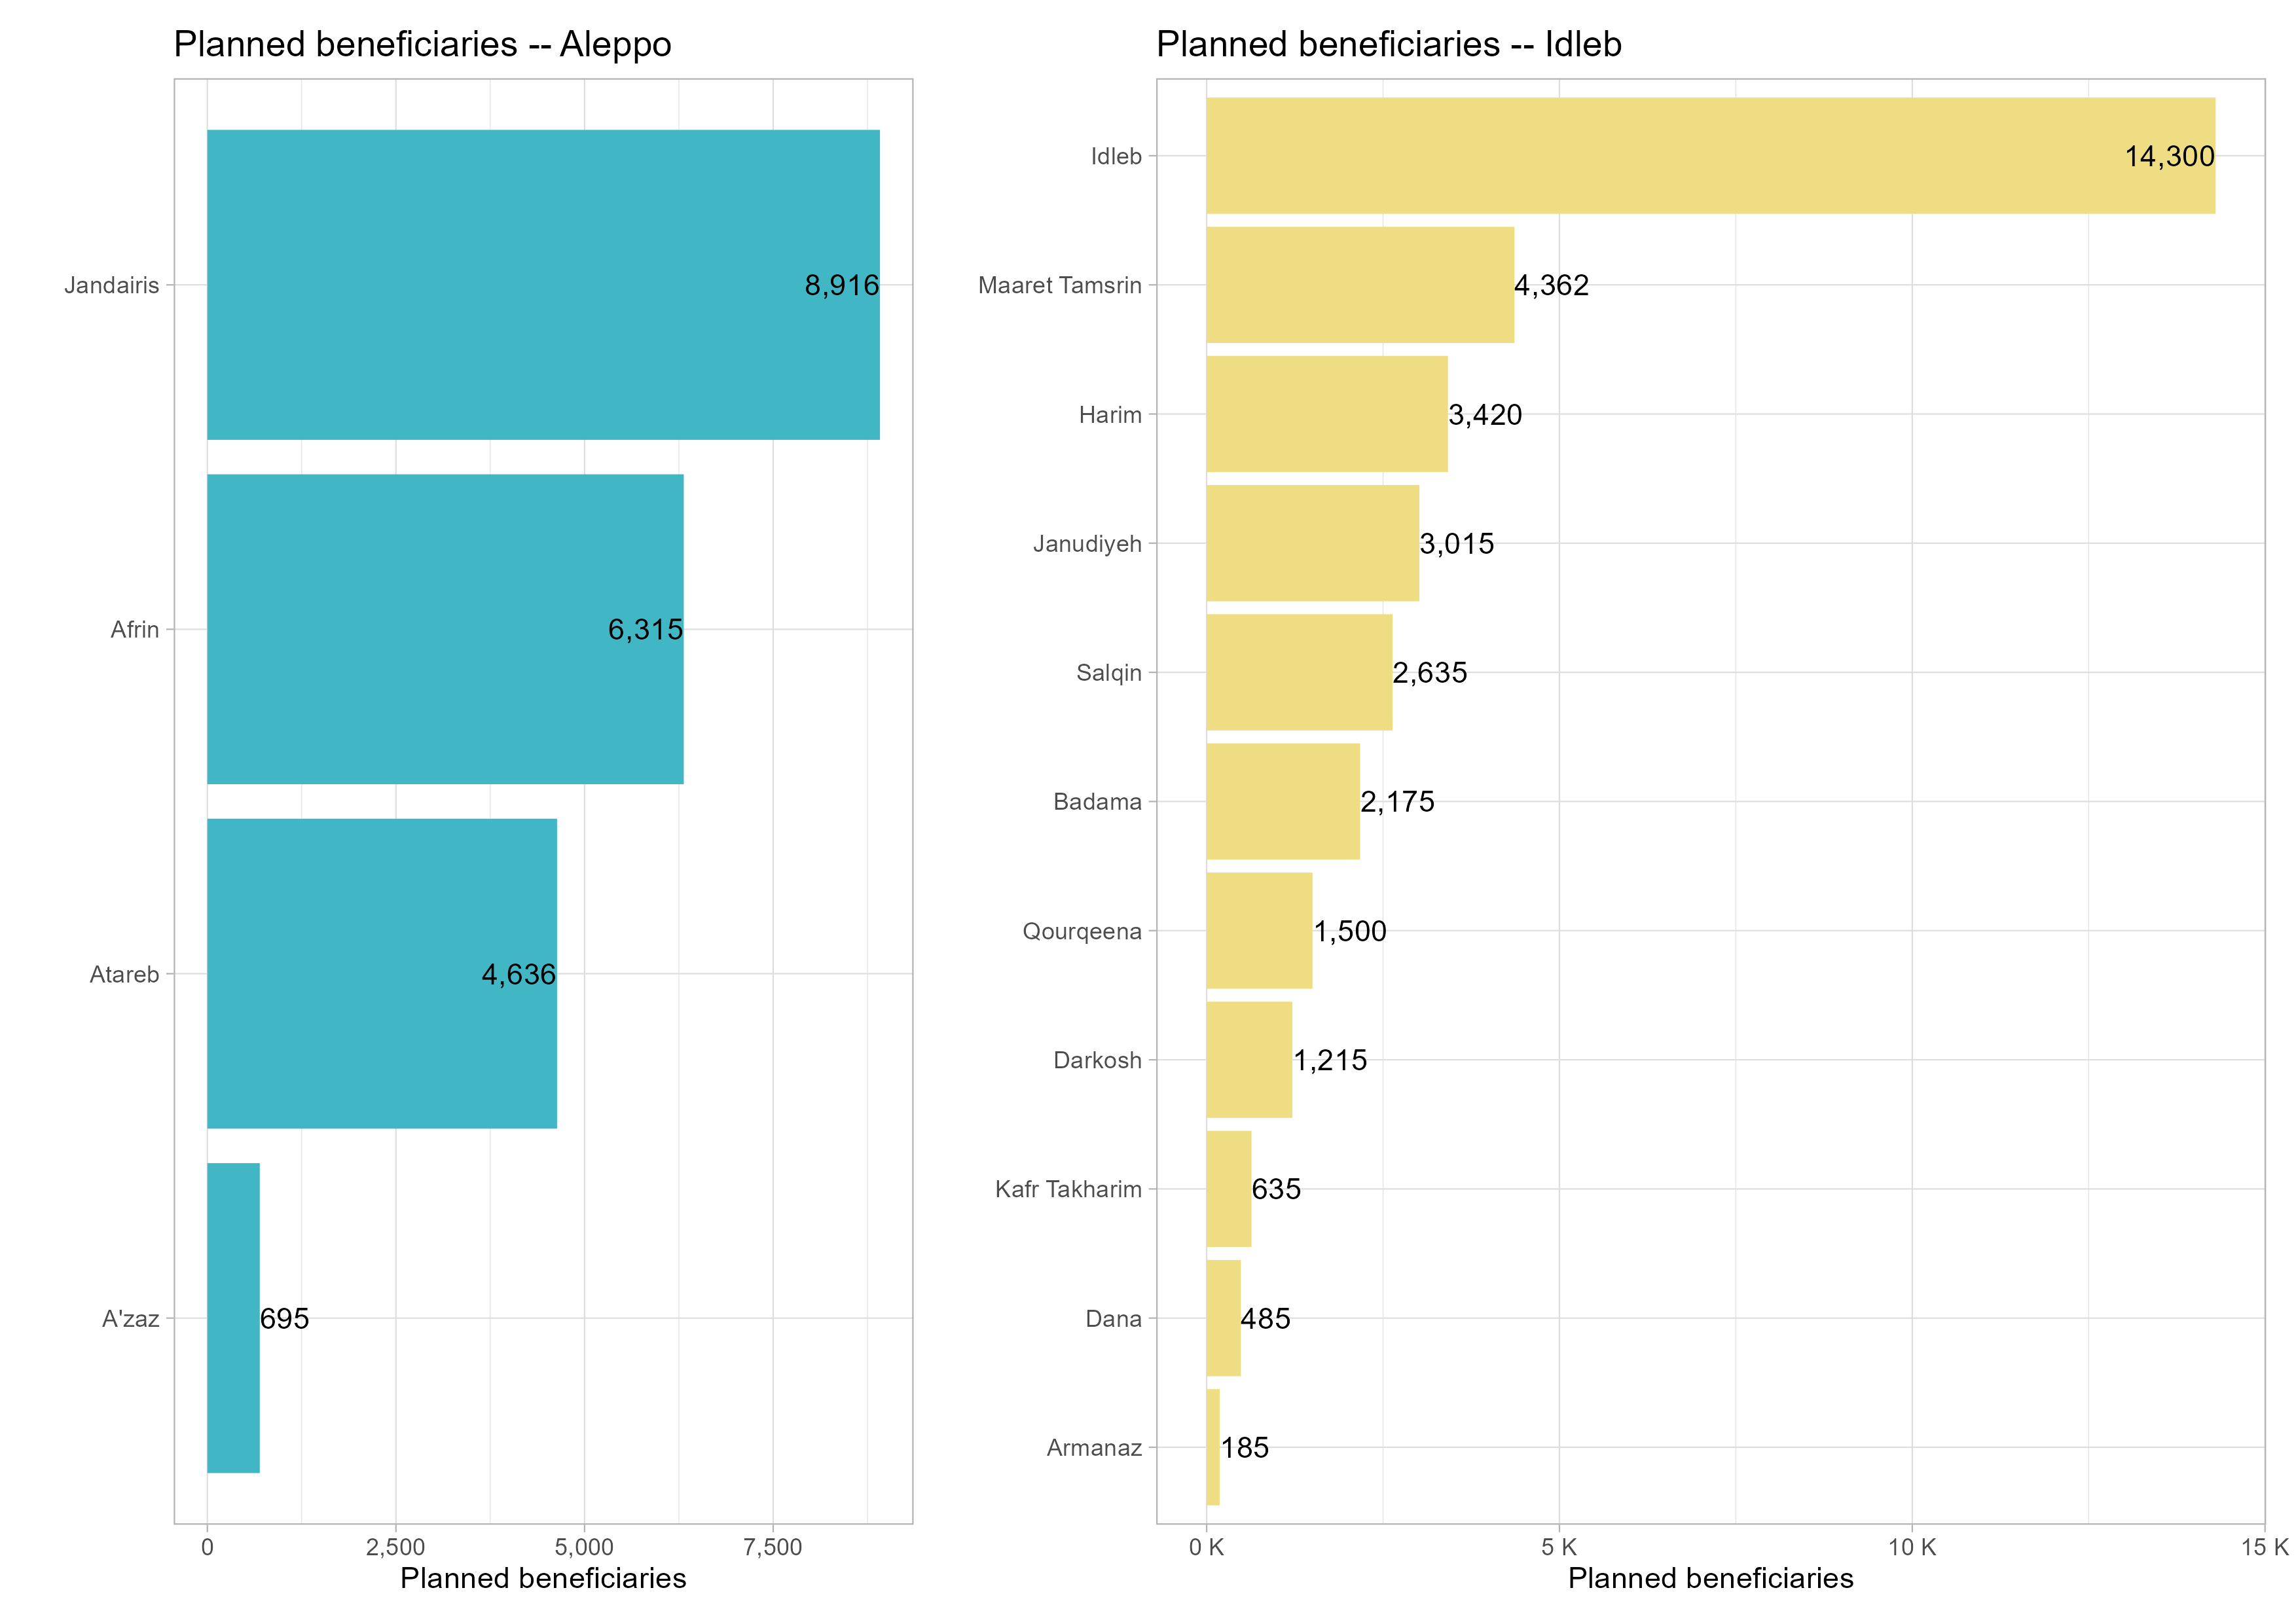 Planned beneficiaries -- Aleppo
Jandairis
8,916
Afrin
6,315
Atareb
4,636
A'zaz
695
0
2,500
5,000
7,500
Planned beneficiaries
Planned beneficiaries -- Idleb
Idleb
14,300
Maaret Tamsrin
4,362
Harim
3,420
Janudiyeh
3,015
Salqin
2,635
Badama
2,175
Qourqeena
1,500
Darkosh
1,215
Kafr Takharim
635
Dana
485
Armanaz
185
0 K
5 K
10 K
15 K
Planned beneficiaries